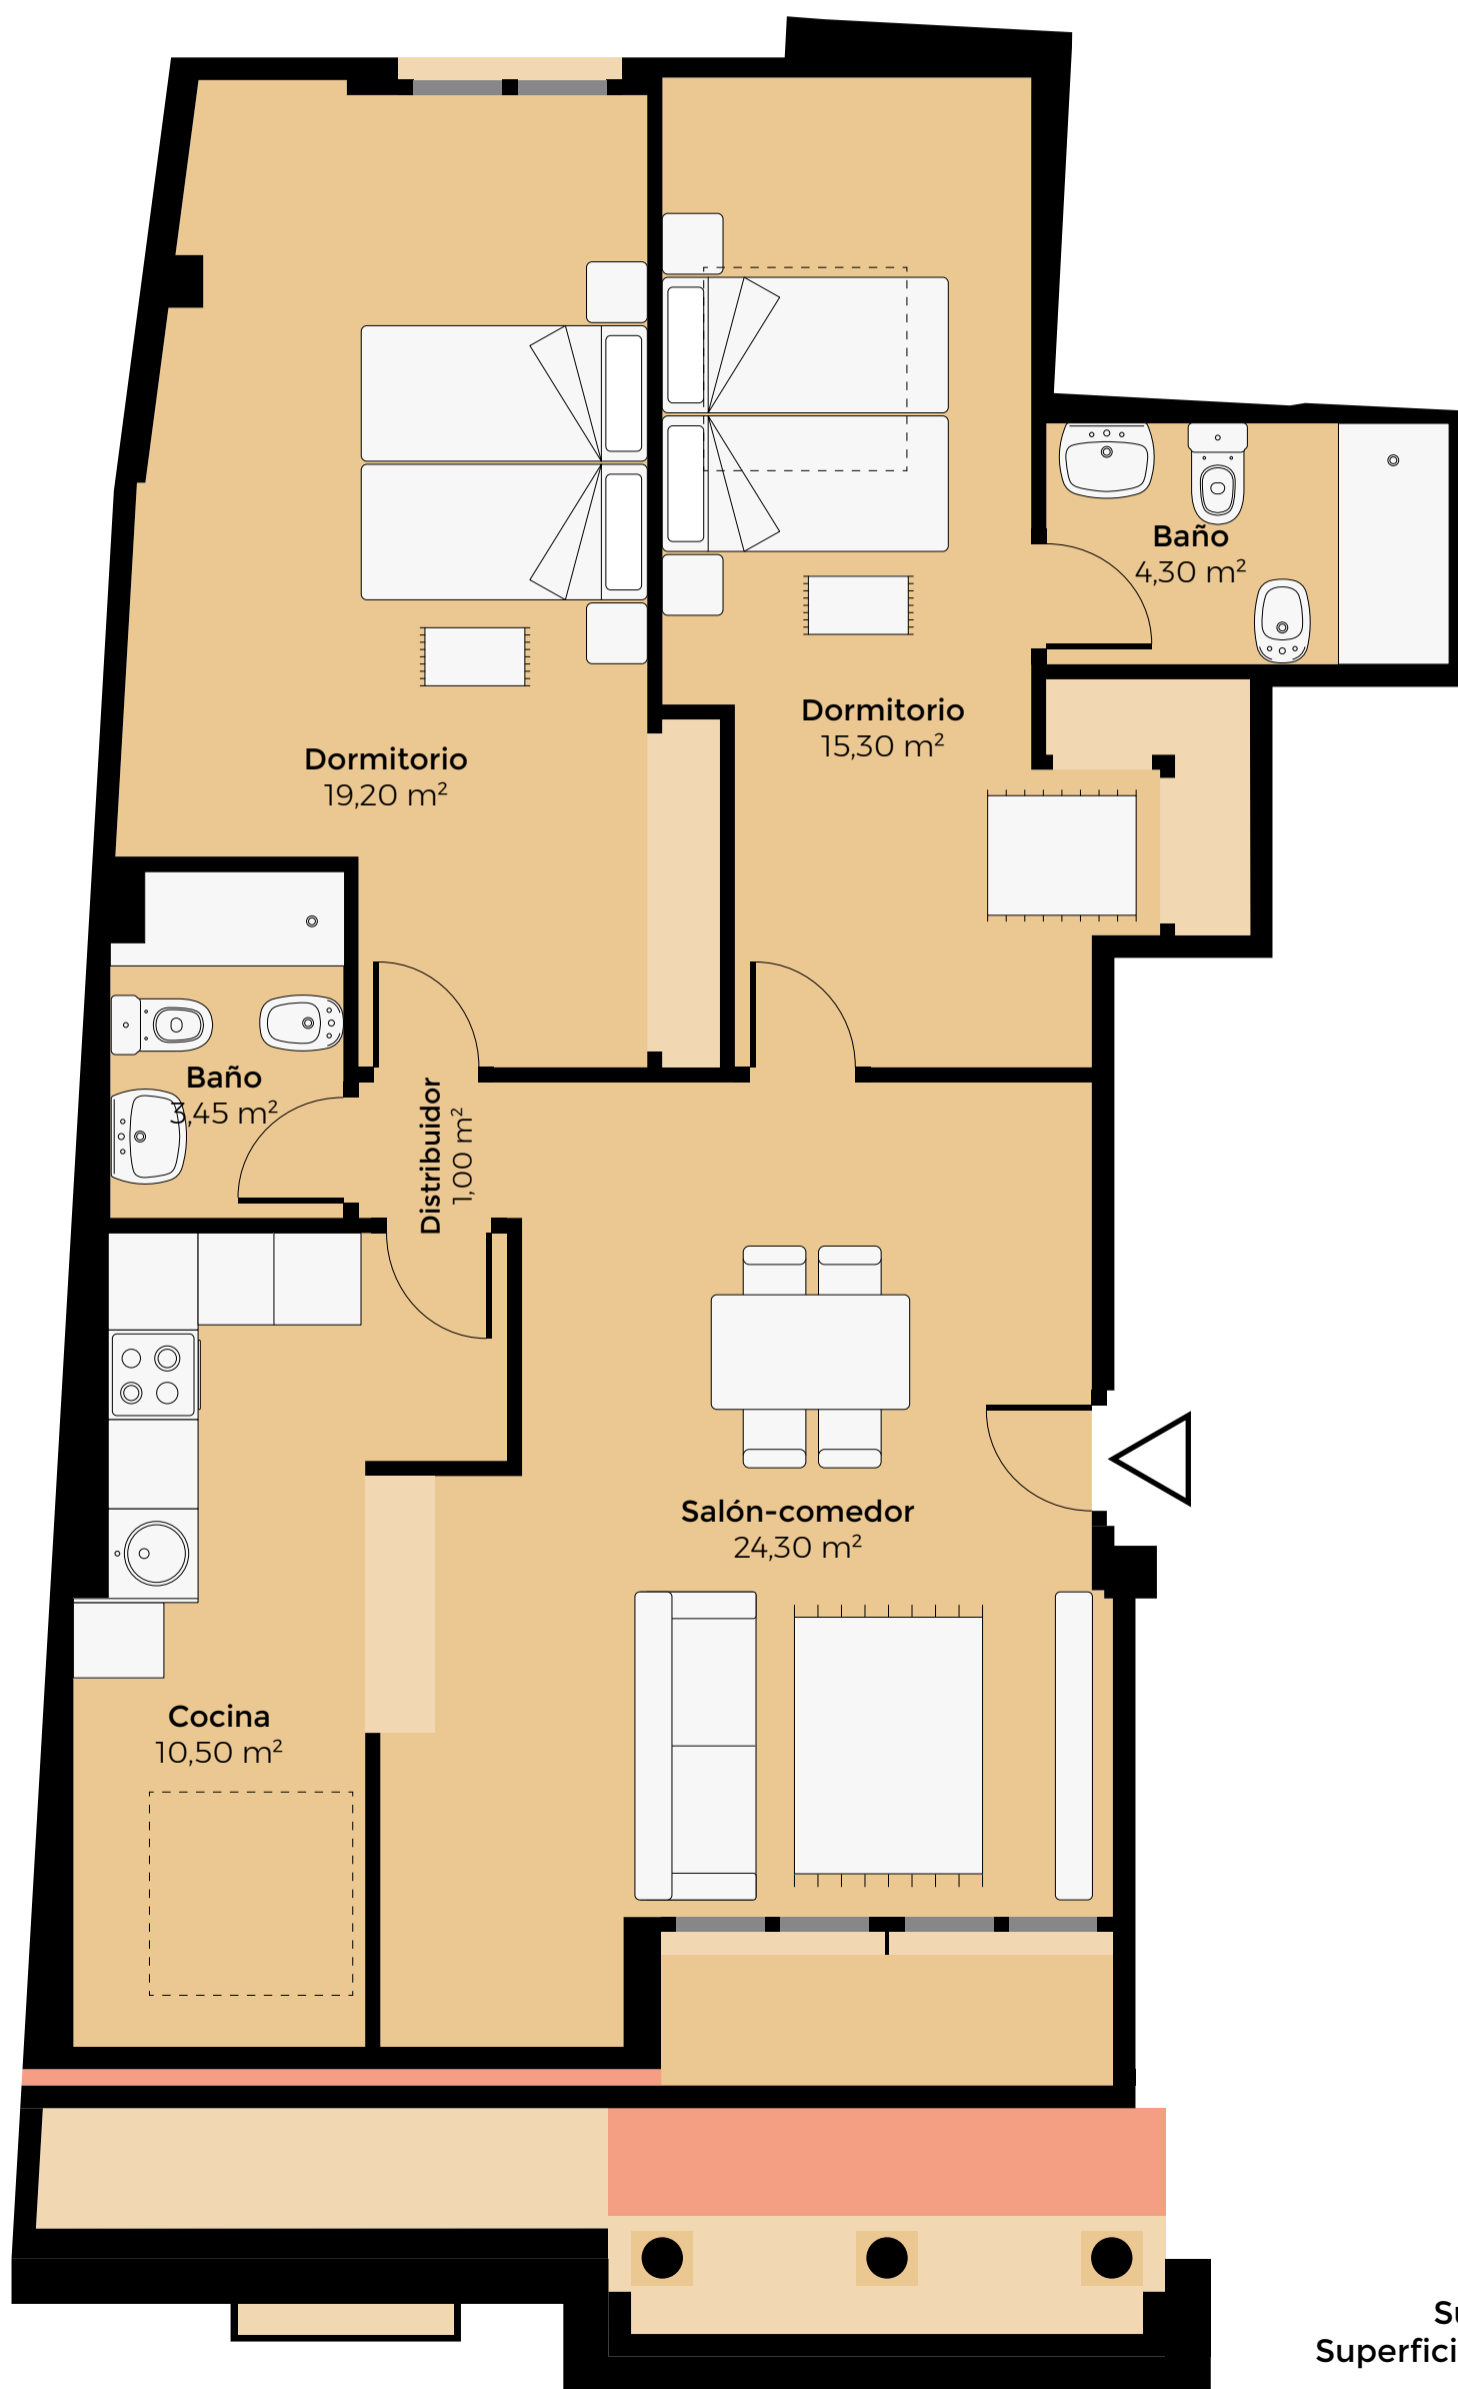 Baño
4,30 m²
Dormitorio
15,30 m²
Dormitorio
19,20 m²
Baño
3,45 m²
Distribuidor
1,00 m²
Salón-comedor
24,30 m²
Cocina
10,50 m²